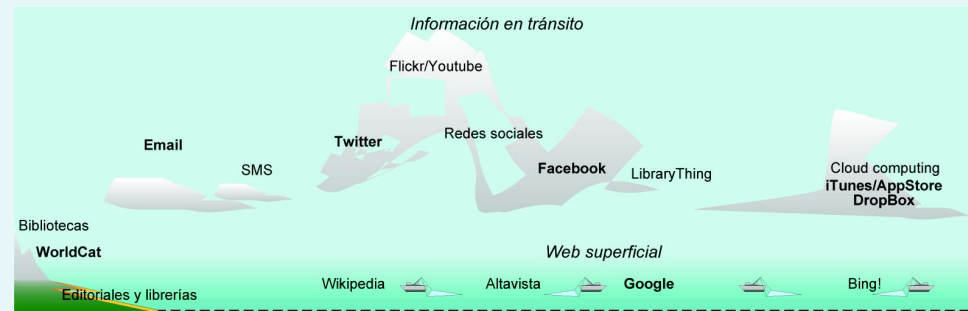 Información en tránsito
Flickr/Youtube
Email
Twitter
Redes sociales
SMS
Facebook
LibraryThing
Cloud computing
iTunes/AppStore
DropBox
Bibliotecas
WorldCat
Web superficial
Editoriales y librerías
Wikipedia
Altavista
Google
Bing!